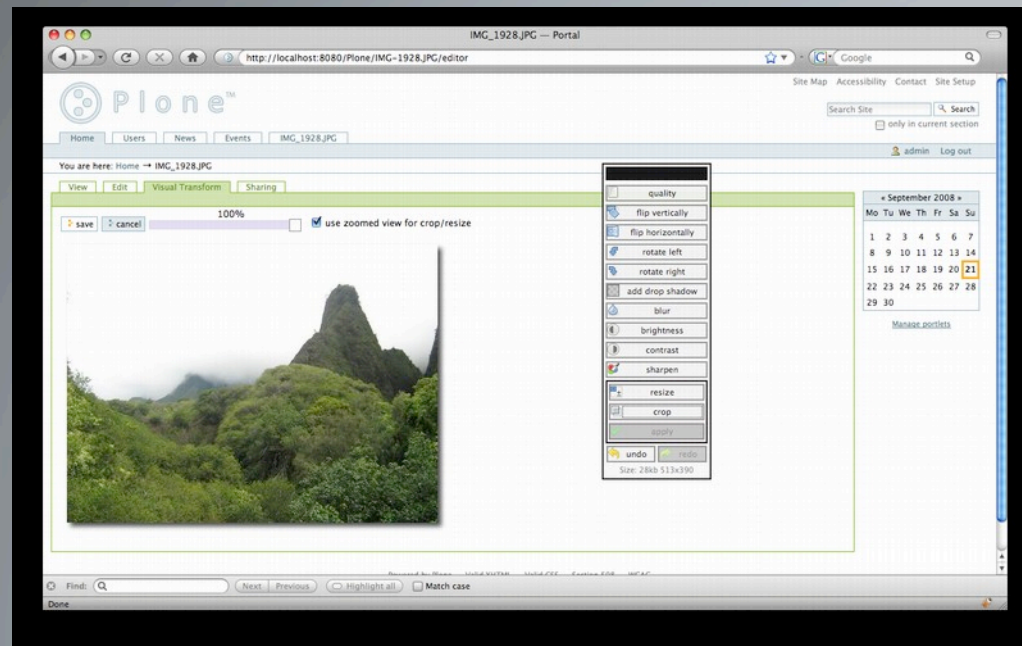 IMG_1928.JPG — Portal
http://localhost:8080/Plone/IMG-1928.JPG/editor
Google
Site Map Accessibility Contact Site Setup
Plone™
Search Site Search
only in current section
Home Users News Events IMG_1928.JPG
admin Log out
You are here: Home → IMG_1928.JPG
View Edit Visual Transform Sharing
save cancel 100% use zoomed view for crop/resize
quality
flip vertically
flip horizontally
rotate left
rotate right
add drop shadow
blur
brightness
contrast
sharpen
resize
crop
apply
undo redo
Size: 28kb 513x390
« September 2008 »
Mo Tu We Th Fr Sa Su
1 2 3 4 5 6 7
8 9 10 11 12 13 14
15 16 17 18 19 20 21
22 23 24 25 26 27 28
29 30
Manage portlets
Find: Next Previous Highlight all Match case
Done